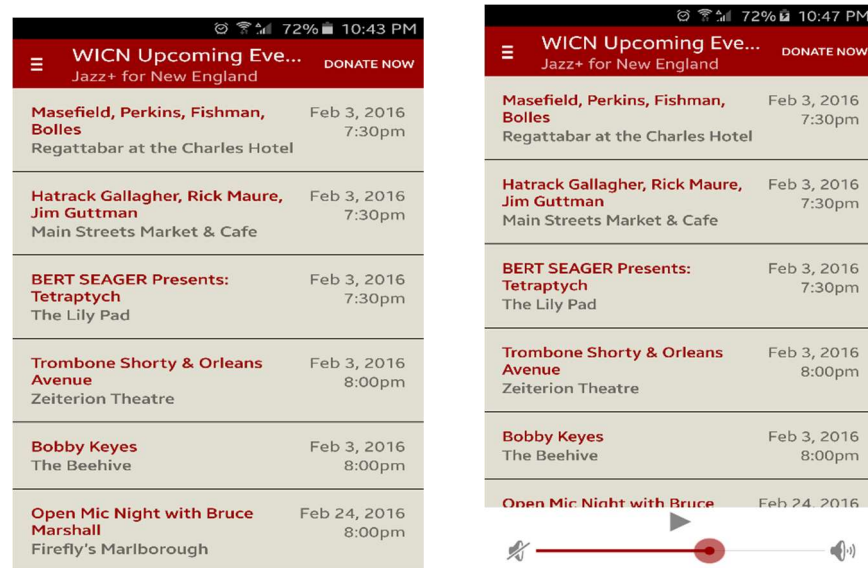 72% 10:43 PM
WICN Upcoming Eve... DONATE NOW
Jazz+ for New England
Masefield, Perkins, Fishman, Feb 3, 2016
Bolles 7:30pm
Regattabar at the Charles Hotel
Hatrack Gallagher, Rick Maure, Feb 3, 2016
Jim Guttman 7:30pm
Main Streets Market & Cafe
BERT SEAGER Presents: Feb 3, 2016
Tetraptych 7:30pm
The Lily Pad
Trombone Shorty & Orleans Feb 3, 2016
Avenue 8:00pm
Zeiterion Theatre
Bobby Keyes Feb 3, 2016
The Beehive 8:00pm
Open Mic Night with Bruce Feb 24, 2016
Marshall 8:00pm
Firefly's Marlborough
72% 10:47 PM
WICN Upcoming Eve... DONATE NOW
Jazz+ for New England
Masefield, Perkins, Fishman, Feb 3, 2016
Bolles 7:30pm
Regattabar at the Charles Hotel
Hatrack Gallagher, Rick Maure, Feb 3, 2016
Jim Guttman 7:30pm
Main Streets Market & Cafe
BERT SEAGER Presents: Feb 3, 2016
Tetraptych 7:30pm
The Lily Pad
Trombone Shorty & Orleans Feb 3, 2016
Avenue 8:00pm
Zeiterion Theatre
Bobby Keyes Feb 3, 2016
The Beehive 8:00pm
Open Mic Night with Bruce Feb 24, 2016